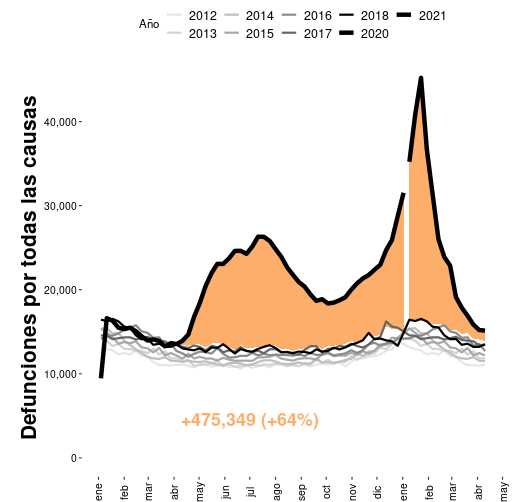 Año
2012 2014 2016 2018 2021
2013 2015 2017 2020
Defunciones por todas las causas
40,000
30,000
20,000
10,000
0
+475,349 (+64%)
ene feb mar abr may jun jul ago sep oct nov dic ene feb mar abr may